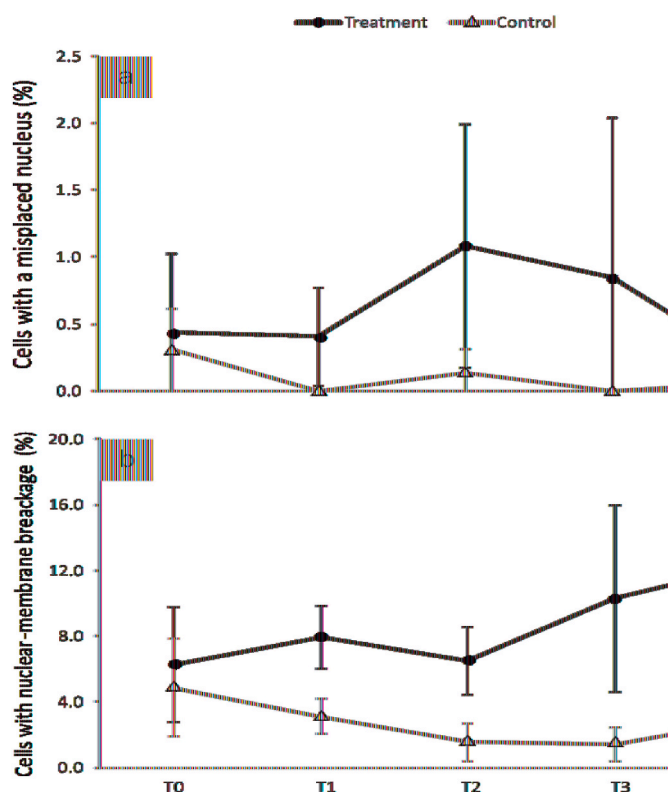 Treatment Control
a
Cells with a misplaced nucleus (%)
2.5
2.0
1.5
1.0
0.5
0.0
b
Cells with nuclear-membrane breackage (%)
20.0
16.0
12.0
8.0
4.0
0.0
T0 T1 T2 T3